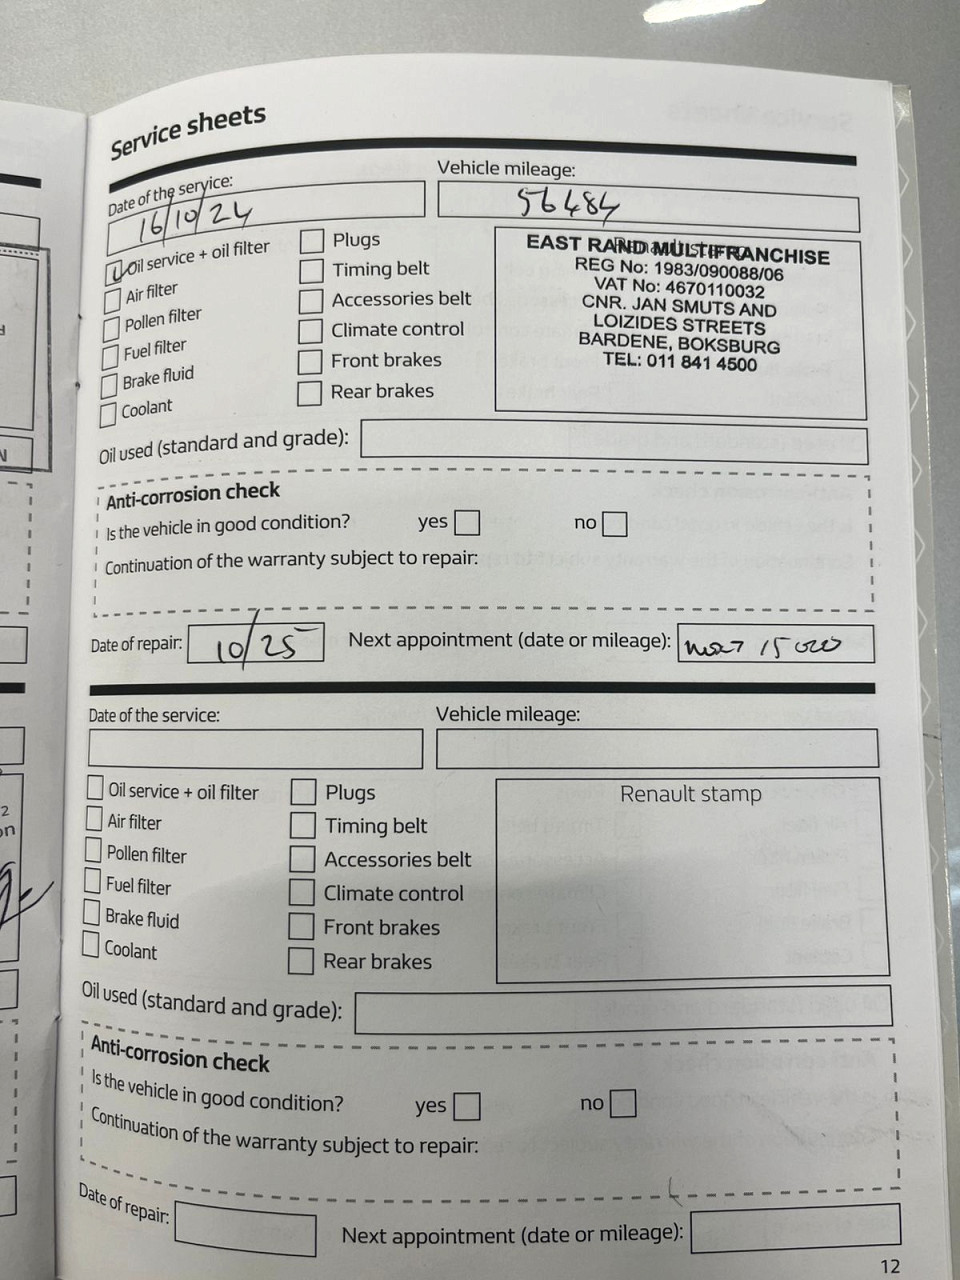 Service sheets
Date of the service:
Vehicle mileage:
16/10/24
56484
Oil service + oil filter
Air filter
Pollen filter
Fuel filter
Brake fluid
Coolant
Plugs
Timing belt
Accessories belt
Climate control
Front brakes
Rear brakes
EAST RAND MULTIFRANCHISE
REG No: 1983/090088/06
VAT No: 4670110032
CNR. JAN SMUTS AND
LOIZIDES STREETS
BARDENE, BOKSBURG
TEL: 011 841 4500
Oil used (standard and grade):
Anti-corrosion check
Is the vehicle in good condition? yes no
Continuation of the warranty subject to repair:
Date of repair: 10/25 Next appointment (date or mileage): 15 000
Date of the service:
Vehicle mileage:
Oil service + oil filter
Air filter
Pollen filter
Fuel filter
Brake fluid
Coolant
Plugs
Timing belt
Accessories belt
Climate control
Front brakes
Rear brakes
Renault stamp
Oil used (standard and grade):
Anti-corrosion check
Is the vehicle in good condition? yes no
Continuation of the warranty subject to repair:
Date of repair:
Next appointment (date or mileage):
12